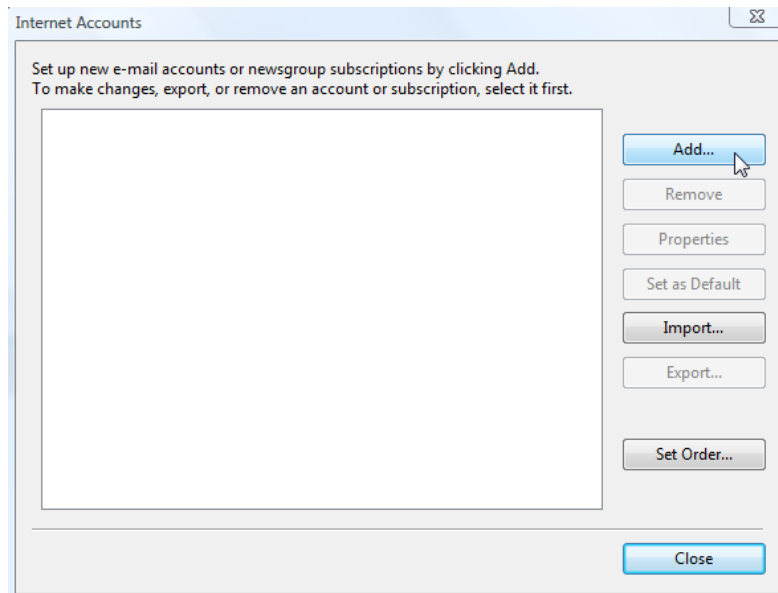 Internet Accounts
Set up new e-mail accounts or newsgroup subscriptions by clicking Add.
To make changes, export, or remove an account or subscription, select it first.
Add...
Remove
Properties
Set as Default
Import...
Export...
Set Order...
Close